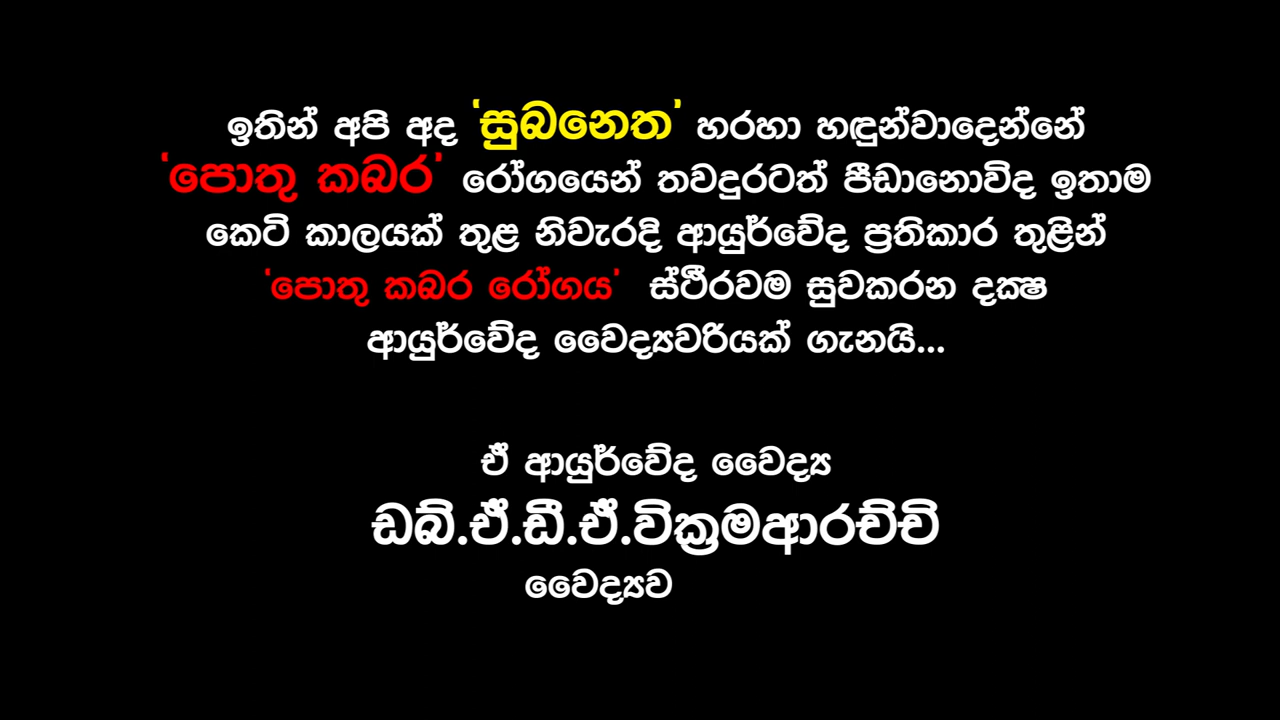 ඉතින් අපි අද 'සුබනෙත' හරහා හඳුන්වාදෙන්නේ
'පොතු කබර' රෝගයෙන් තවදුරටත් පීඩානොවිද ඉතාම
කෙටි කාලයක් තුළ නිවැරදි ආයුර්වේද ප්‍රතිකාර තුළින්
'පොතු කබර රෝගය' ස්ථීරවම සුවකරන දක්‍ෂ
ආයුර්වේද වෛද්‍යවරියක් ගැනයි...
ඒ ආයුර්වේද වෛද්‍ය
ඩබ්.ඒ.ඩී.ඒ.වික්‍රමආරච්චි
වෛද්‍යව